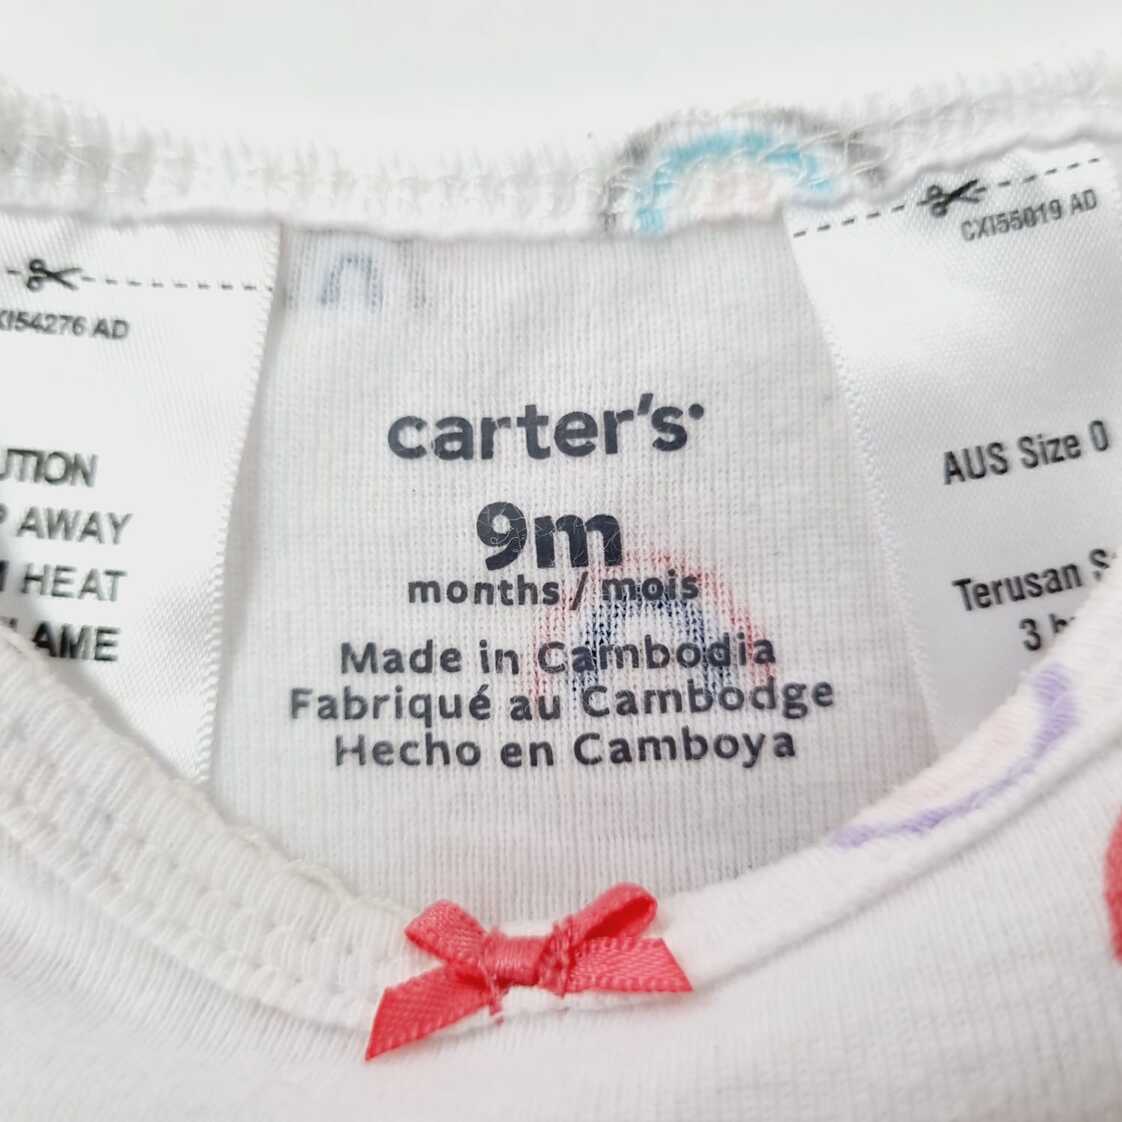 AD
AWAY
HEAT
carter's
9m
months / mois
Made in Cambodia
Fabriqué au Cambodge
Hecho en Camboya
CXI55019 AD
AUS Size 0
Terusan
3